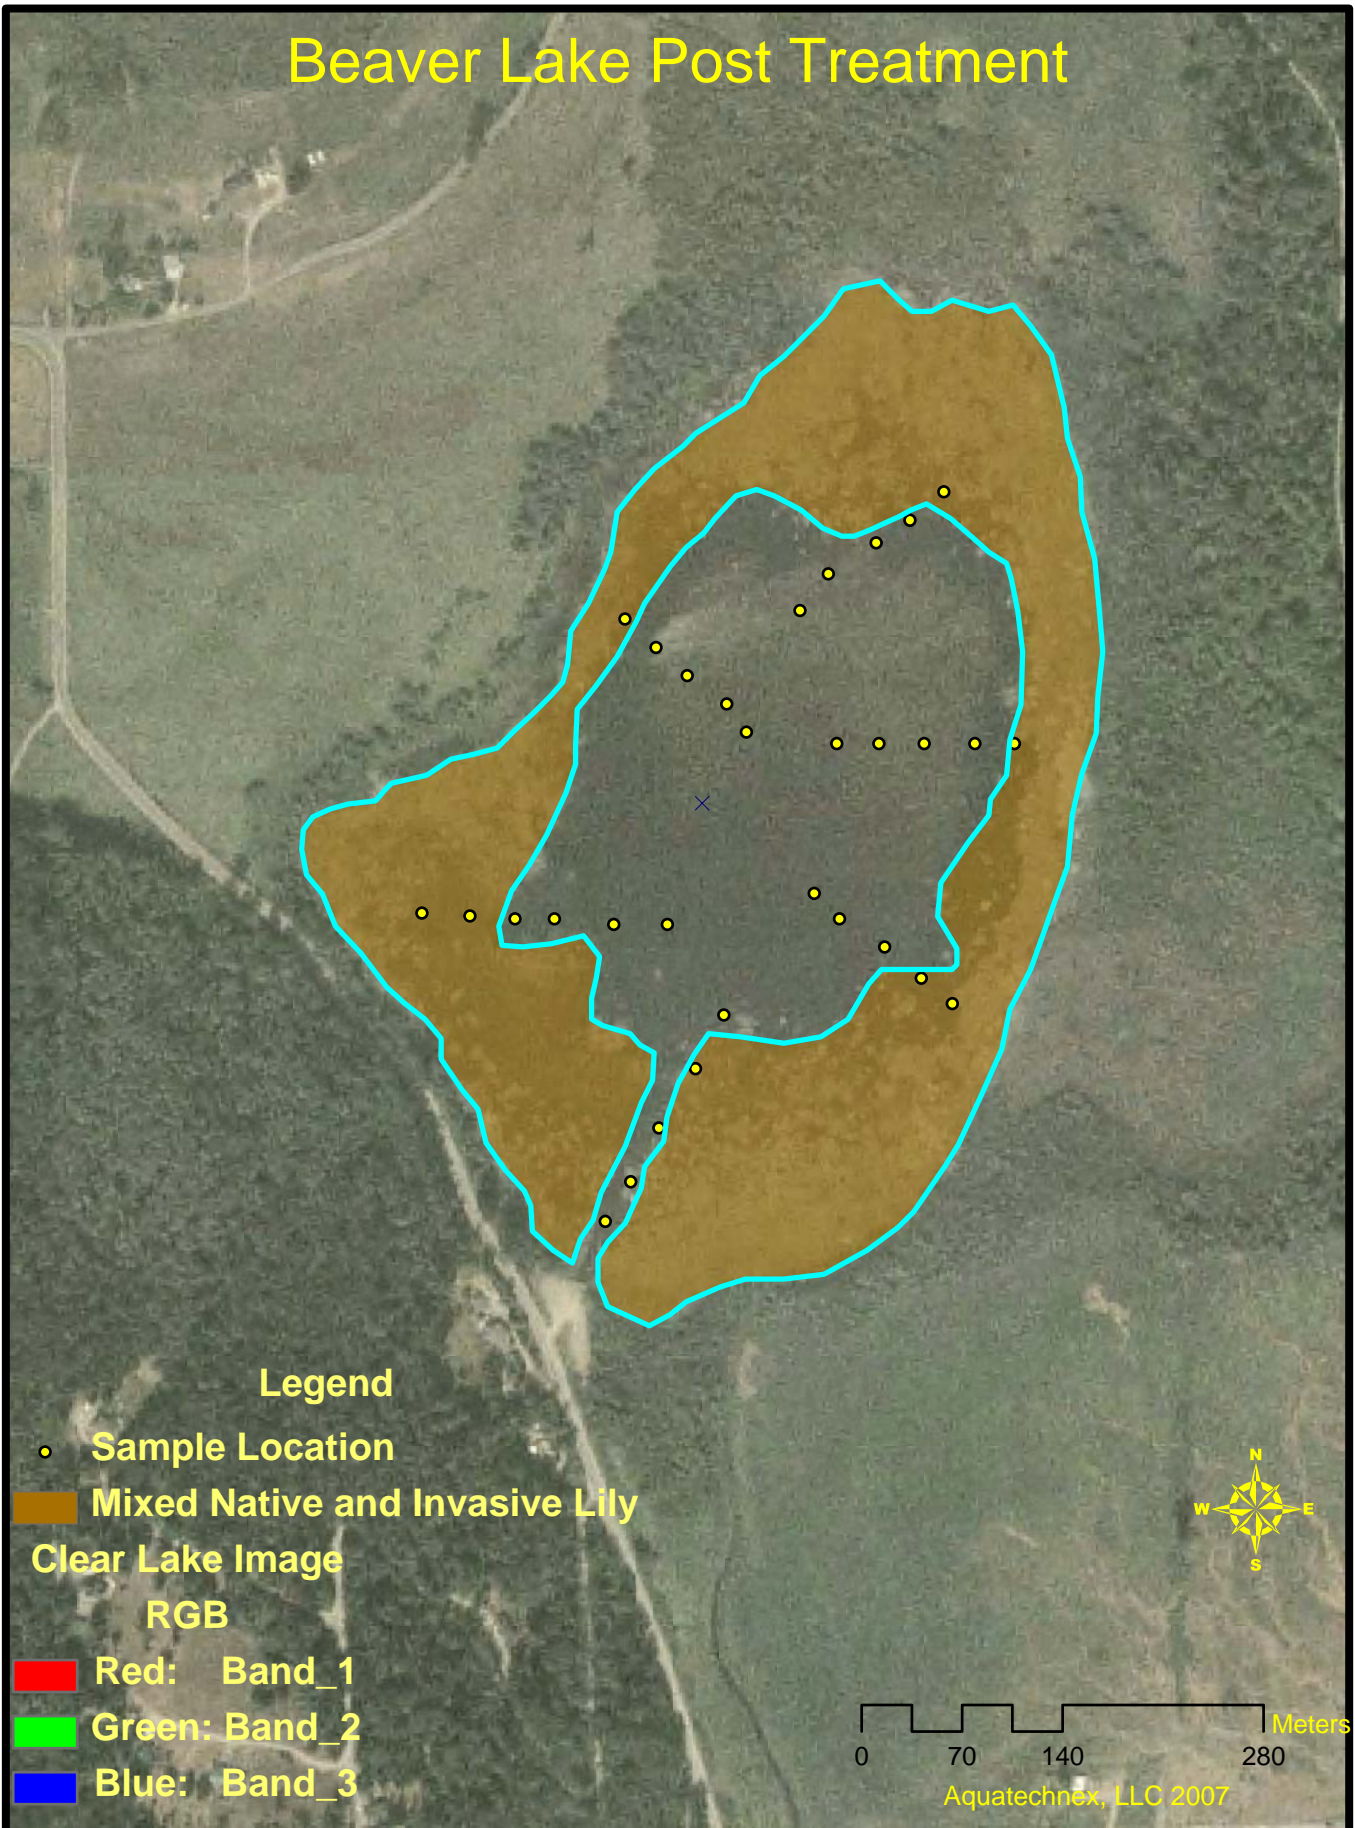 Beaver Lake Post Treatment
Legend
Sample Location
Mixed Native and Invasive Lily
Clear Lake Image
RGB
Red: Band_1
Green: Band_2
Blue: Band_3
N
W E
S
Meters
0 70 140 280
Aquatechnex, LLC 2007